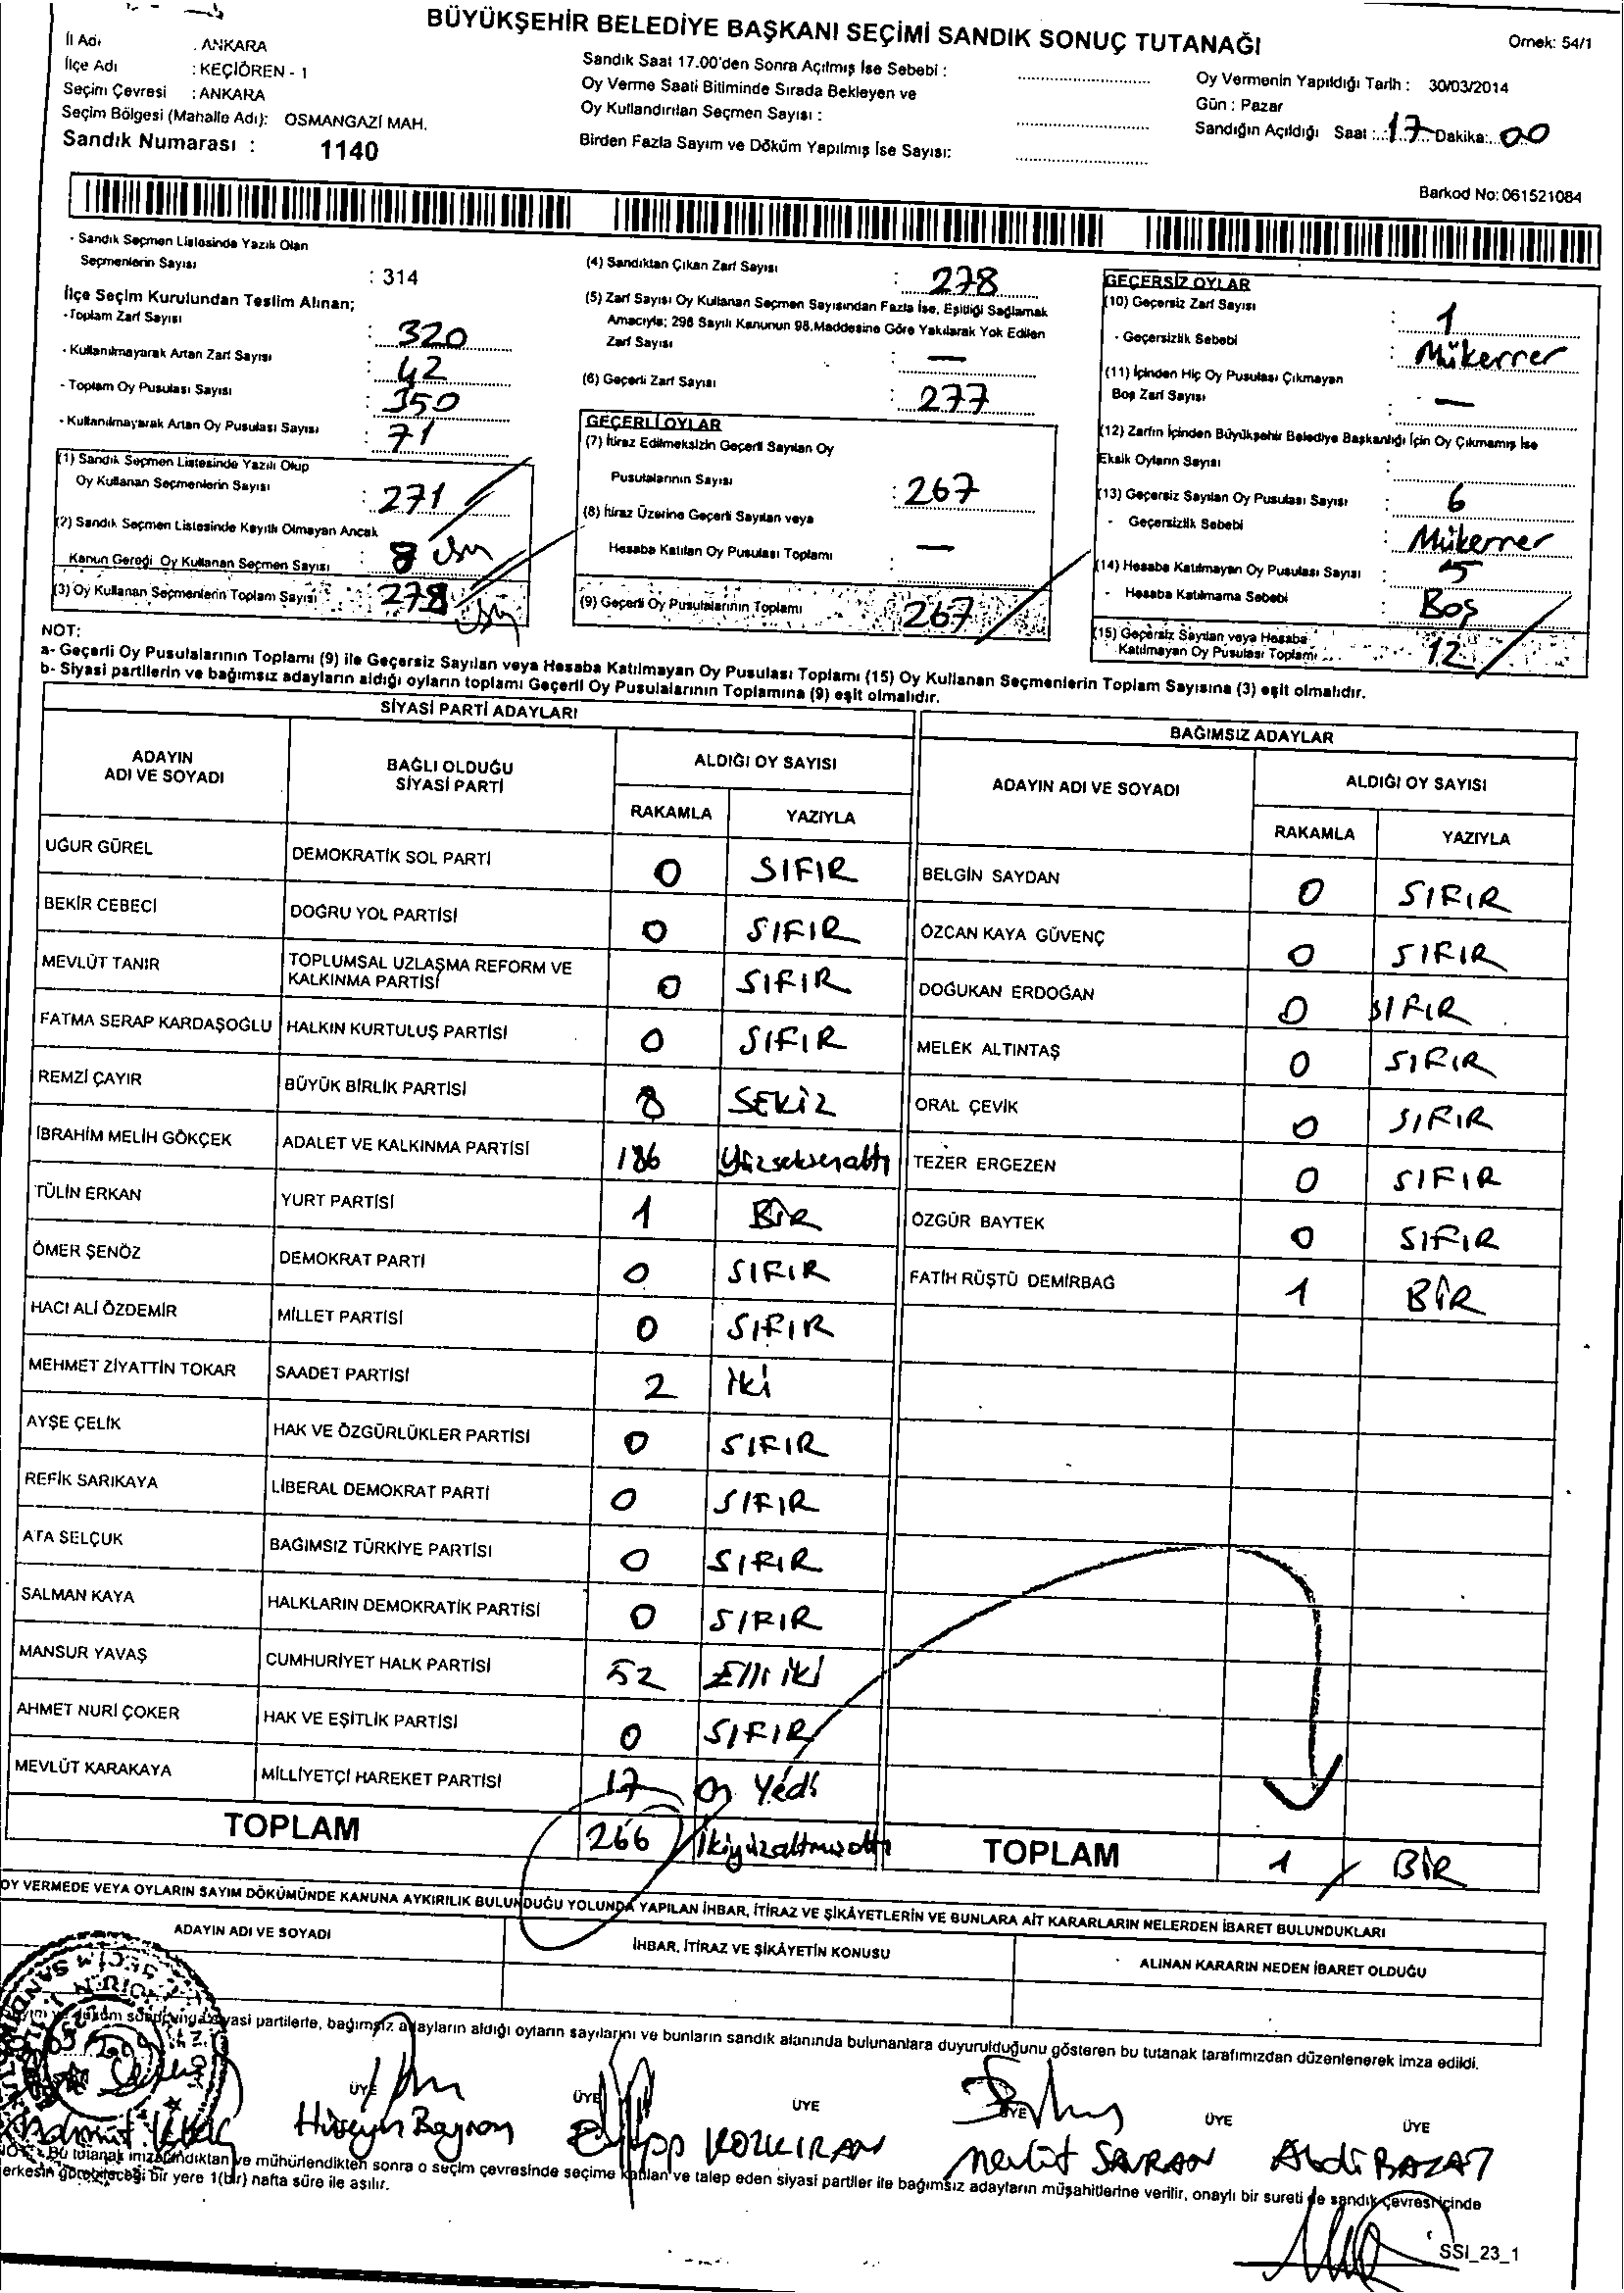 BÜYÜKŞEHİR BELEDİYE BAŞKANI SEÇİMİ SANDIK SONUÇ TUTANAĞI
Örnek: 54/1
İl Adı : ANKARA
İlçe Adı : KEÇİÖREN - 1
Seçim Çevresi : ANKARA
Seçim Bölgesi (Mahalle Adı): OSMANGAZİ MAH.
Sandık Numarası : 1140
Sandık Saat 17.00'den Sonra Açılmış İse Sebebi :
Oy Verme Saati Bitiminde Sırada Bekleyen ve
Oy Kullandırılan Seçmen Sayısı :
Birden Fazla Sayım ve Döküm Yapılmış İse Sayısı:
Oy Vermenin Yapıldığı Tarih : 30/03/2014
Gün : Pazar
Sandığın Açıldığı Saat : 17 Dakika: 00
Barkod No: 061521084
- Sandık Seçmen Listesinde Yazılı Olan
Seçmenlerin Sayısı : 314
İlçe Seçim Kurulundan Teslim Alınan;
- Toplam Zarf Sayısı : 320
- Kullanılmayarak Artan Zarf Sayısı : 42
- Toplam Oy Pusulası Sayısı : 350
- Kullanılmayarak Artan Oy Pusulası Sayısı : 71
(1) Sandık Seçmen Listesinde Yazılı Olup
Oy Kullanan Seçmenlerin Sayısı : 271
(2) Sandık Seçmen Listesinde Kayıtlı Olmayan Ancak
Kanun Gereği Oy Kullanan Seçmen Sayısı : 8
(3) Oy Kullanan Seçmenlerin Toplam Sayısı : 278
(4) Sandıktan Çıkan Zarf Sayısı : 278
(5) Zarf Sayısı Oy Kullanan Seçmen Sayısından Fazla İse, Eşitliği Sağlamak
Amacıyla; 298 Sayılı Kanunun 98.Maddesine Göre Yakılarak Yok Edilen
Zarf Sayısı : —
(6) Geçerli Zarf Sayısı : 277
GEÇERLİ OYLAR
(7) İtiraz Edilmeksizin Geçerli Sayılan Oy
Pusulalarının Sayısı : 267
(8) İtiraz Üzerine Geçerli Sayılan veya
Hesaba Katılan Oy Pusulası Toplamı : —
(9) Geçerli Oy Pusulalarının Toplamı : 267
GEÇERSİZ OYLAR
(10) Geçersiz Zarf Sayısı : 1
- Geçersizlik Sebebi : Mükerrer
(11) İçinden Hiç Oy Pusulası Çıkmayan
Boş Zarf Sayısı : —
(12) Zarfın İçinden Büyükşehir Belediye Başkanlığı İçin Oy Çıkmamış İse
Eksik Oyların Sayısı :
(13) Geçersiz Sayılan Oy Pusulası Sayısı : 6
- Geçersizlik Sebebi : Mükerrer
(14) Hesaba Katılmayan Oy Pusulası Sayısı : 5
- Hesaba Katılmama Sebebi : Boş
(15) Geçersiz Sayılan veya Hesaba
Katılmayan Oy Pusulası Toplamı : 12
NOT:
a- Geçerli Oy Pusulalarının Toplamı (9) ile Geçersiz Sayılan veya Hesaba Katılmayan Oy Pusulası Toplamı (15) Oy Kullanan Seçmenlerin Toplam Sayısına (3) eşit olmalıdır.
b- Siyasi partilerin ve bağımsız adayların aldığı oyların toplamı Geçerli Oy Pusulalarının Toplamına (9) eşit olmalıdır.
SİYASİ PARTİ ADAYLARI
ADAYIN ADI VE SOYADI
BAĞLI OLDUĞU SİYASİ PARTİ
ALDIĞI OY SAYISI
RAKAMLA YAZIYLA
UĞUR GÜREL DEMOKRATİK SOL PARTİ 0 SIFIR
BEKİR CEBECİ DOĞRU YOL PARTİSİ 0 SIFIR
MEVLÜT TANIR TOPLUMSAL UZLAŞMA REFORM VE KALKINMA PARTİSİ 0 SIFIR
FATMA SERAP KARDAŞOĞLU HALKIN KURTULUŞ PARTİSİ 0 SIFIR
REMZİ ÇAYIR BÜYÜK BİRLİK PARTİSİ 8 SEKİZ
İBRAHİM MELİH GÖKÇEK ADALET VE KALKINMA PARTİSİ 186 Yüzseksenaltı
TÜLİN ERKAN YURT PARTİSİ 1 BİR
ÖMER ŞENÖZ DEMOKRAT PARTİ 0 SIFIR
HACI ALİ ÖZDEMİR MİLLET PARTİSİ 0 SIFIR
MEHMET ZİYATTİN TOKAR SAADET PARTİSİ 2 İki
AYŞE ÇELİK HAK VE ÖZGÜRLÜKLER PARTİSİ 0 SIFIR
REFİK SARIKAYA LİBERAL DEMOKRAT PARTİ 0 SIFIR
ATA SELÇUK BAĞIMSIZ TÜRKİYE PARTİSİ 0 SIFIR
SALMAN KAYA HALKLARIN DEMOKRATİK PARTİSİ 0 SIFIR
MANSUR YAVAŞ CUMHURİYET HALK PARTİSİ 52 Elli iki
AHMET NURİ ÇOKER HAK VE EŞİTLİK PARTİSİ 0 SIFIR
MEVLÜT KARAKAYA MİLLİYETÇİ HAREKET PARTİSİ 17 On Yedi
TOPLAM 266 İkiyüzaltmışaltı
BAĞIMSIZ ADAYLAR
ADAYIN ADI VE SOYADI
ALDIĞI OY SAYISI
RAKAMLA YAZIYLA
BELGİN SAYDAN 0 SIFIR
ÖZCAN KAYA GÜVENÇ 0 SIFIR
DOĞUKAN ERDOĞAN 0 SIFIR
MELEK ALTINTAŞ 0 SIFIR
ORAL ÇEVİK 0 SIFIR
TEZER ERGEZEN 0 SIFIR
ÖZGÜR BAYTEK 0 SIFIR
FATİH RÜŞTÜ DEMİRBAĞ 1 BİR
TOPLAM 1 BİR
OY VERMEDE VEYA OYLARIN SAYIM DÖKÜMÜNDE KANUNA AYKIRILIK BULUNDUĞU YOLUNDA YAPILAN İHBAR, İTİRAZ VE ŞİKÂYETLERİN VE BUNLARA AİT KARARLARIN NELERDEN İBARET BULUNDUKLARI
ADAYIN ADI VE SOYADI
İHBAR, İTİRAZ VE ŞİKÂYETİN KONUSU
ALINAN KARARIN NEDEN İBARET OLDUĞU
siyasi partilerle, bağımsız adayların aldığı oyların sayılarını ve bunların sandık alanında bulunanlara duyurulduğunu gösteren bu tutanak tarafımızdan düzenlenerek imza edildi.
ÜYE ÜYE ÜYE ÜYE ÜYE ÜYE
Hüseyin Bayram
Eyüp KOZKIRAN
Mevlüt SARAN
Abdi BAZAT
NOT: Bu tutanak imzalandıktan ve mühürlendikten sonra o seçim çevresinde seçime katılan ve talep eden siyasi partiler ile bağımsız adayların müşahitlerine verilir, onaylı bir sureti de sandık çevresi içinde
herkesin görebileceği bir yere 1(bir) hafta süre ile asılır.
SSI_23_1